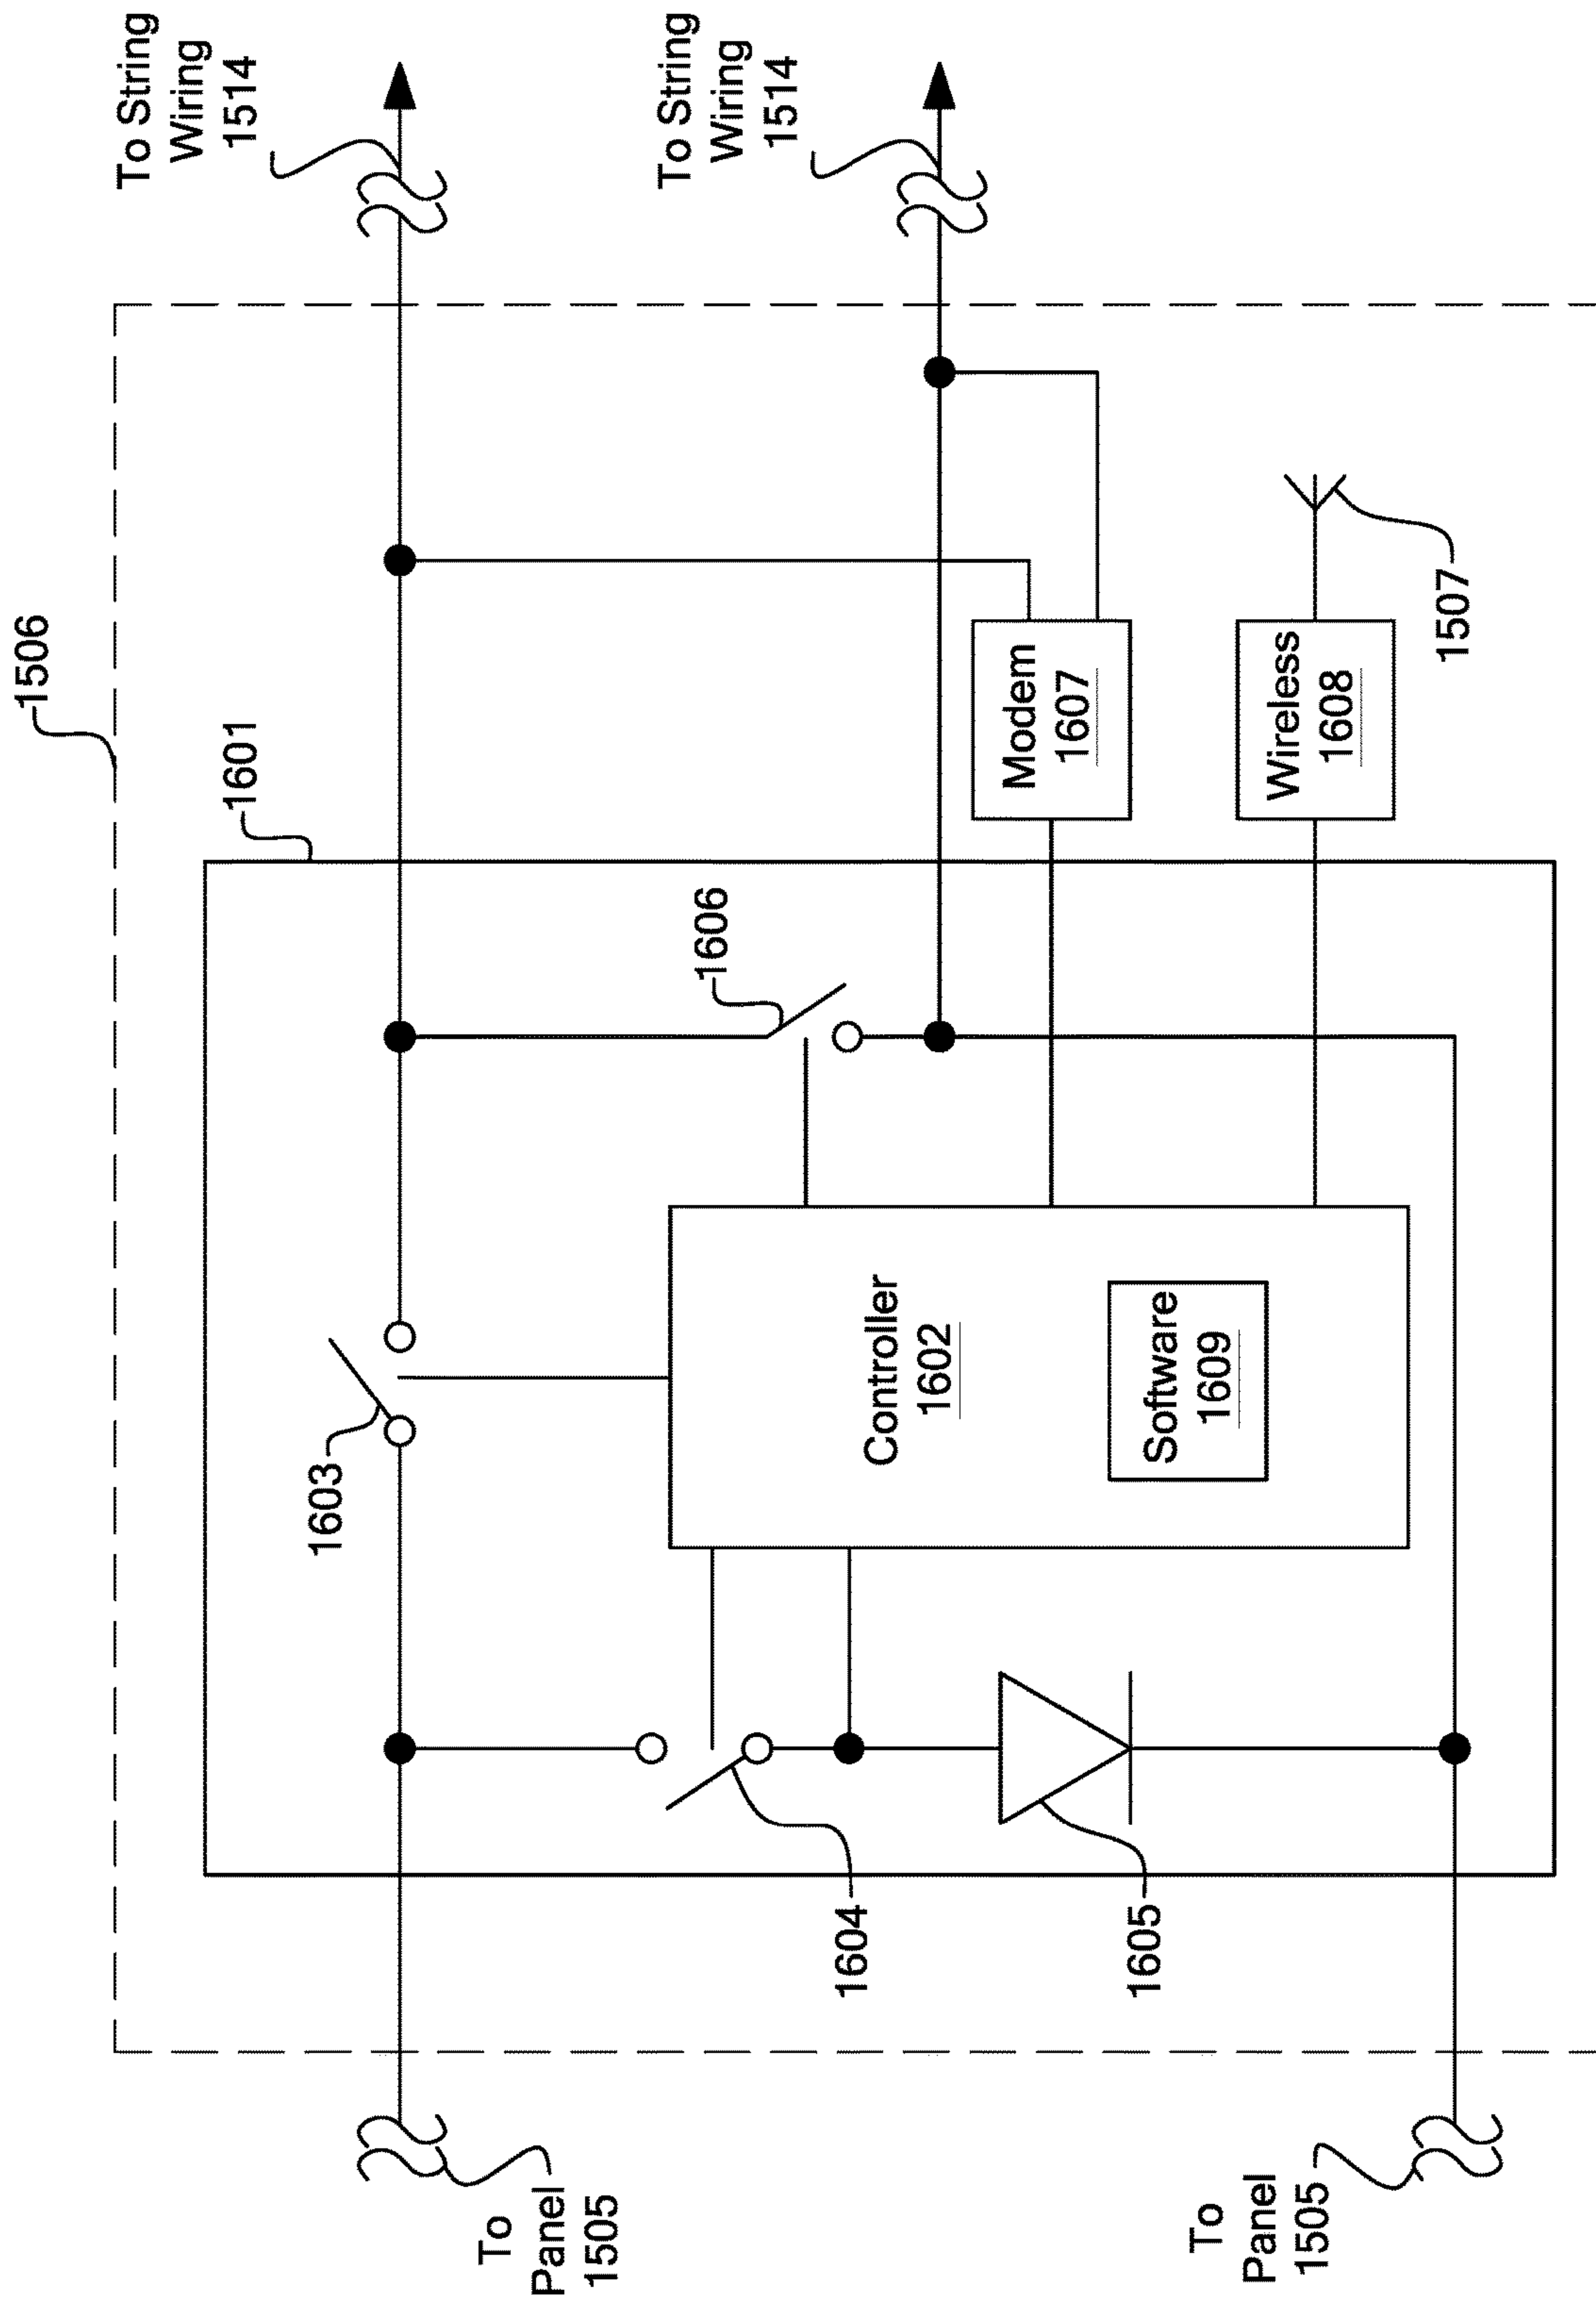 1506
1601
To String
Wiring
1514
To String
Wiring
1514
1603
1606
Controller
1602
Software
1609
Modem
1607
Wireless
1608
1507
1604
1605
To
Panel
1505
To
Panel
1505